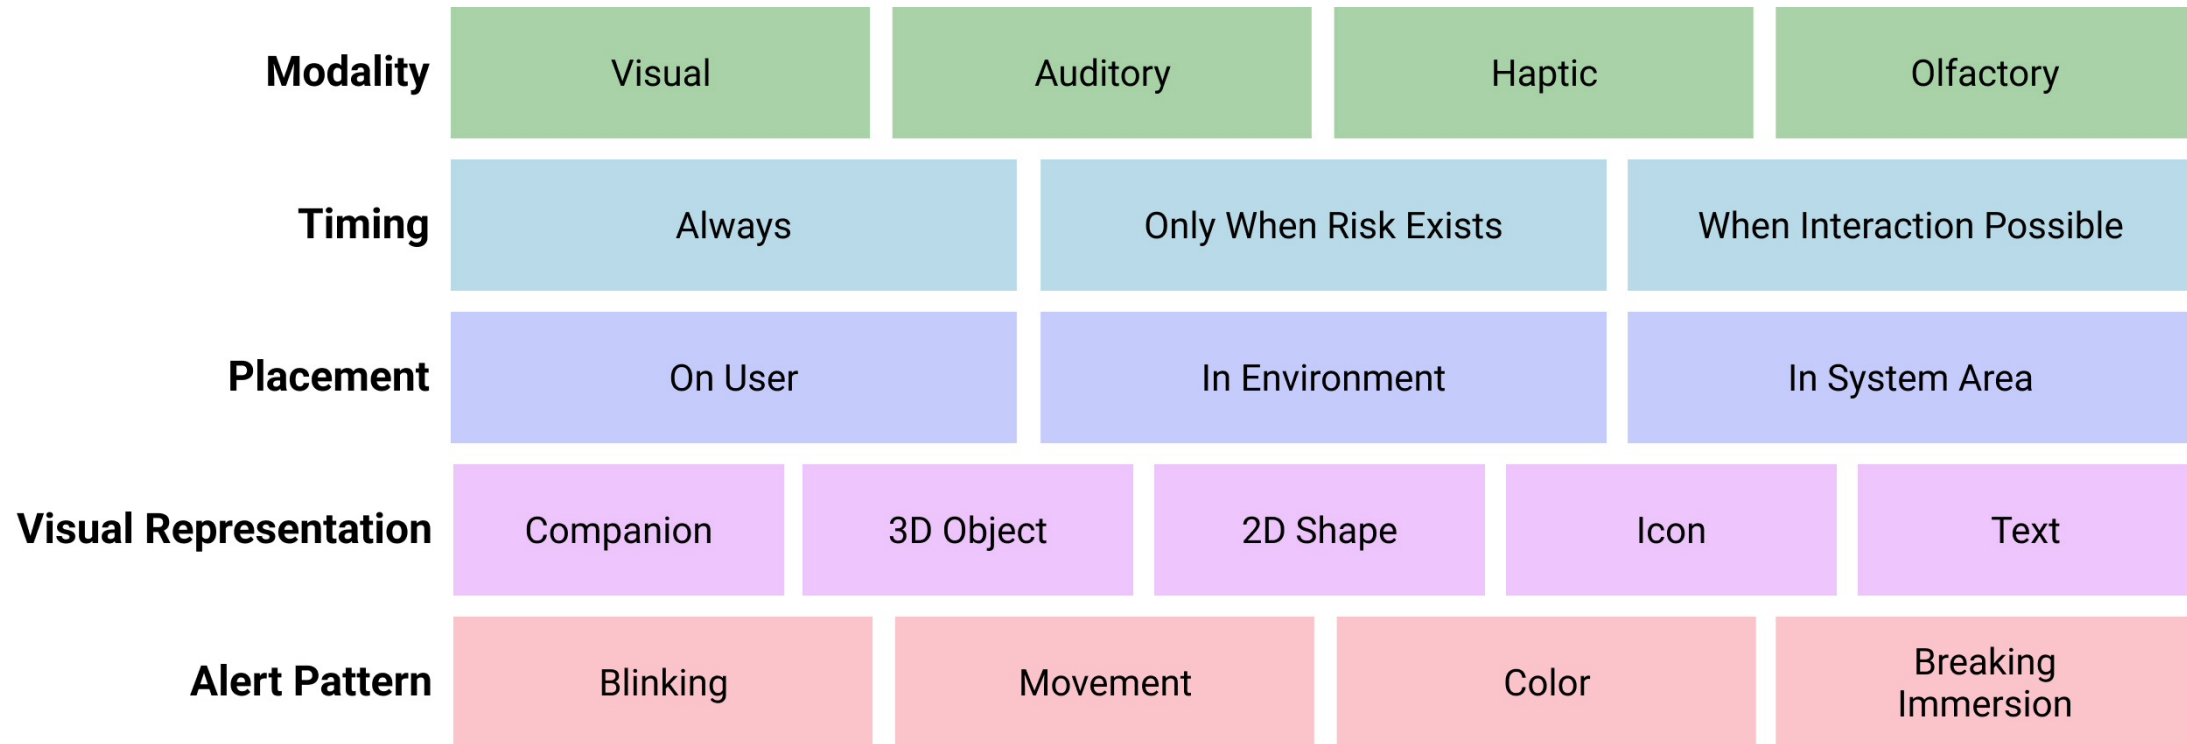 Modality
Visual
Auditory
Haptic
Olfactory
Timing
Always
Only When Risk Exists
When Interaction Possible
Placement
On User
In Environment
In System Area
Visual Representation
Companion
3D Object
2D Shape
Icon
Text
Alert Pattern
Blinking
Movement
Color
Breaking
Immersion